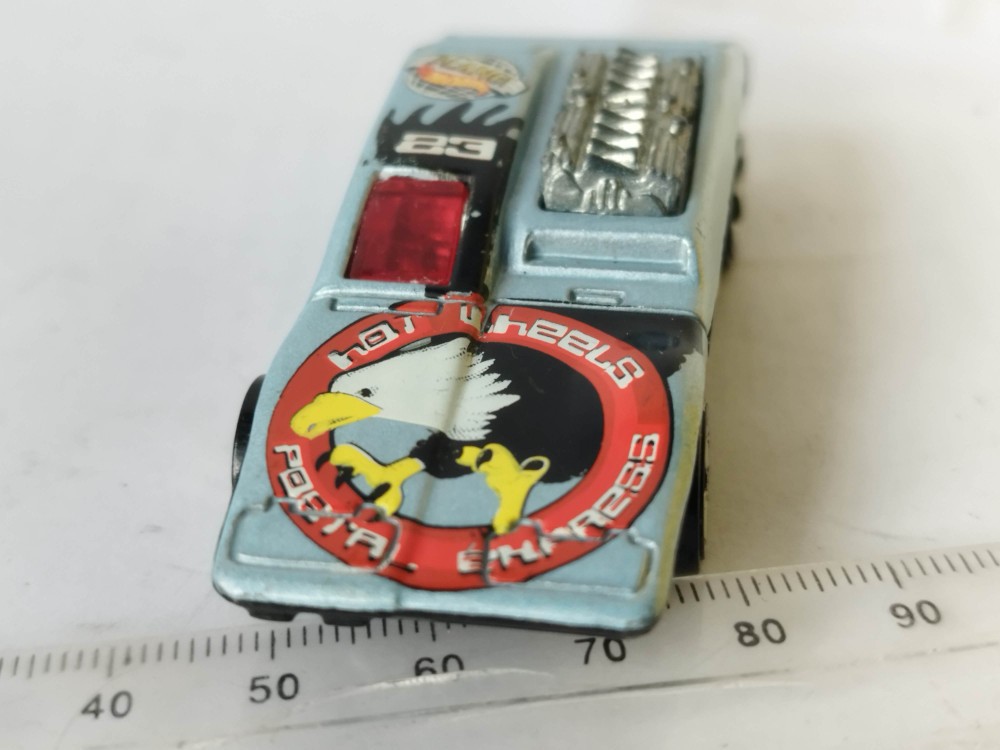 83
HOT WHEELS
POSTAL EXPRESS
40 50 60 70 80 90